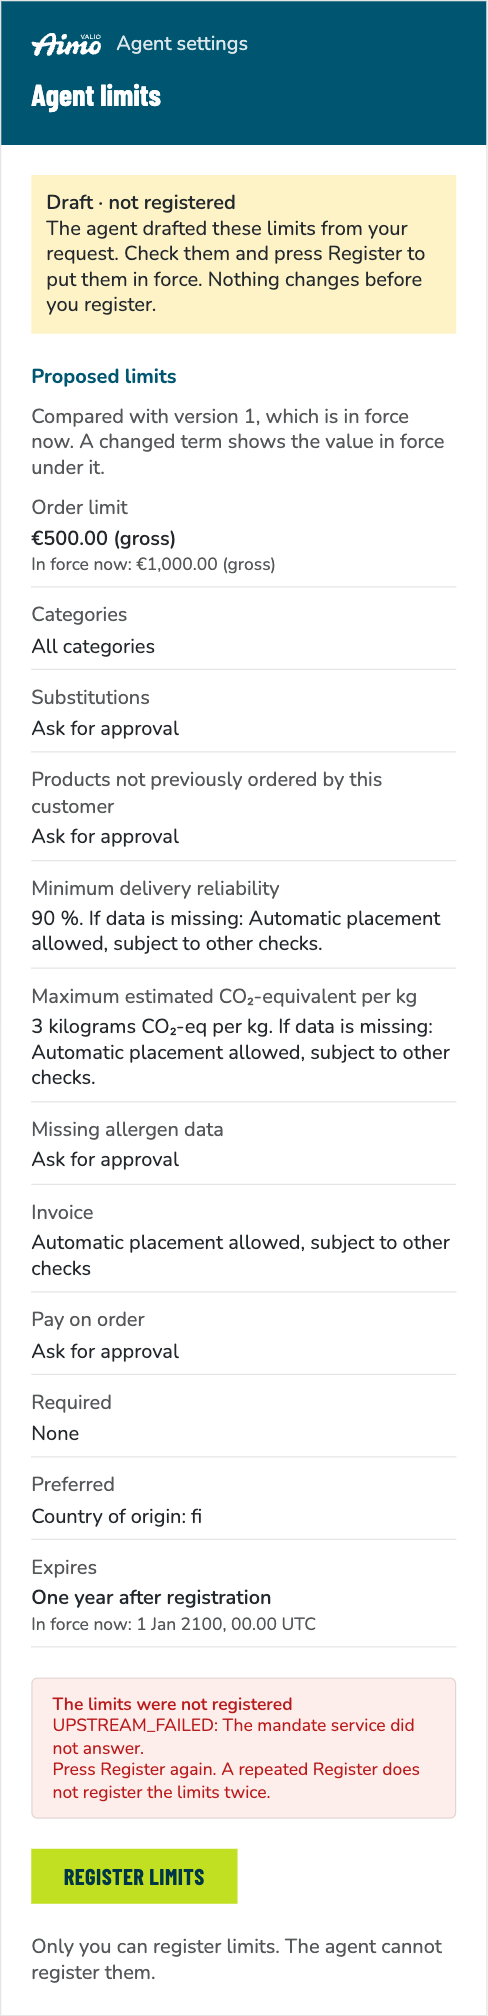 Aimo VALIO Agent settings
Agent limits
Draft · not registered
The agent drafted these limits from your
request. Check them and press Register to
put them in force. Nothing changes before
you register.
Proposed limits
Compared with version 1, which is in force
now. A changed term shows the value in force
under it.
Order limit
€500.00 (gross)
In force now: €1,000.00 (gross)
Categories
All categories
Substitutions
Ask for approval
Products not previously ordered by this
customer
Ask for approval
Minimum delivery reliability
90 %. If data is missing: Automatic placement
allowed, subject to other checks.
Maximum estimated CO₂-equivalent per kg
3 kilograms CO₂-eq per kg. If data is missing:
Automatic placement allowed, subject to other
checks.
Missing allergen data
Ask for approval
Invoice
Automatic placement allowed, subject to other
checks
Pay on order
Ask for approval
Required
None
Preferred
Country of origin: fi
Expires
One year after registration
In force now: 1 Jan 2100, 00.00 UTC
The limits were not registered
UPSTREAM_FAILED: The mandate service did
not answer.
Press Register again. A repeated Register does
not register the limits twice.
REGISTER LIMITS
Only you can register limits. The agent cannot
register them.